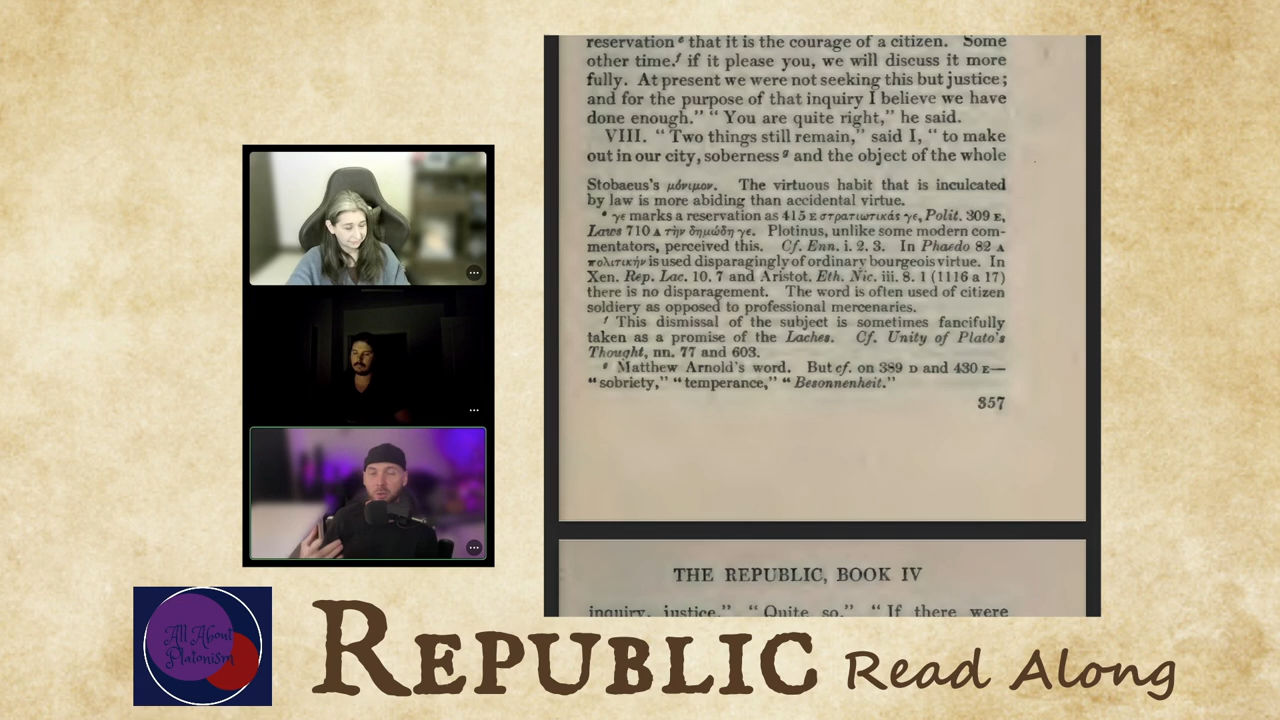 reservation ᵉ that it is the courage of a citizen. Some
other time,ᶠ if it please you, we will discuss it more
fully. At present we were not seeking this but justice ;
and for the purpose of that inquiry I believe we have
done enough.” “ You are quite right,” he said.
VIII. “ Two things still remain,” said I, “ to make
out in our city, soberness ᵍ and the object of the whole
Stobaeus's μόνιμον. The virtuous habit that is inculcated
by law is more abiding than accidental virtue.
ᵉ γε marks a reservation as 415 E στρατιωτικάς γε, Polit. 309 E,
Laws 710 A τὴν δημώδη γε. Plotinus, unlike some modern com-
mentators, perceived this. Cf. Enn. i. 2. 3. In Phaedo 82 A
πολιτικὴν is used disparagingly of ordinary bourgeois virtue. In
Xen. Rep. Lac. 10. 7 and Aristot. Eth. Nic. iii. 8. 1 (1116 a 17)
there is no disparagement. The word is often used of citizen
soldiery as opposed to professional mercenaries.
ᶠ This dismissal of the subject is sometimes fancifully
taken as a promise of the Laches. Cf. Unity of Plato's
Thought, nn. 77 and 603.
ᵍ Matthew Arnold's word. But cf. on 389 D and 430 E—
“ sobriety,” “ temperance,” “ Besonnenheit.”
357
THE REPUBLIC, BOOK IV
inquiry, justice.” “ Quite so.” “ If there were
All About
Platonism
REPUBLIC Read Along